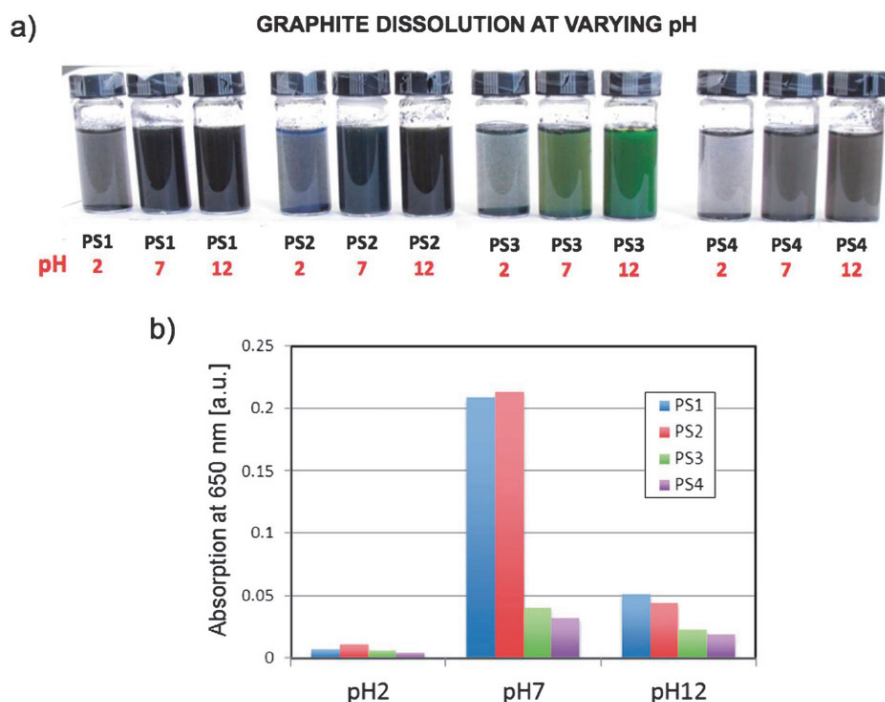 a)
GRAPHITE DISSOLUTION AT VARYING pH
PS1 PS1 PS1 PS2 PS2 PS2 PS3 PS3 PS3 PS4 PS4 PS4
pH 2 7 12 2 7 12 2 7 12 2 7 12
b)
Absorption at 650 nm [a.u.]
0.25
0.2
0.15
0.1
0.05
0
PS1
PS2
PS3
PS4
pH2 pH7 pH12